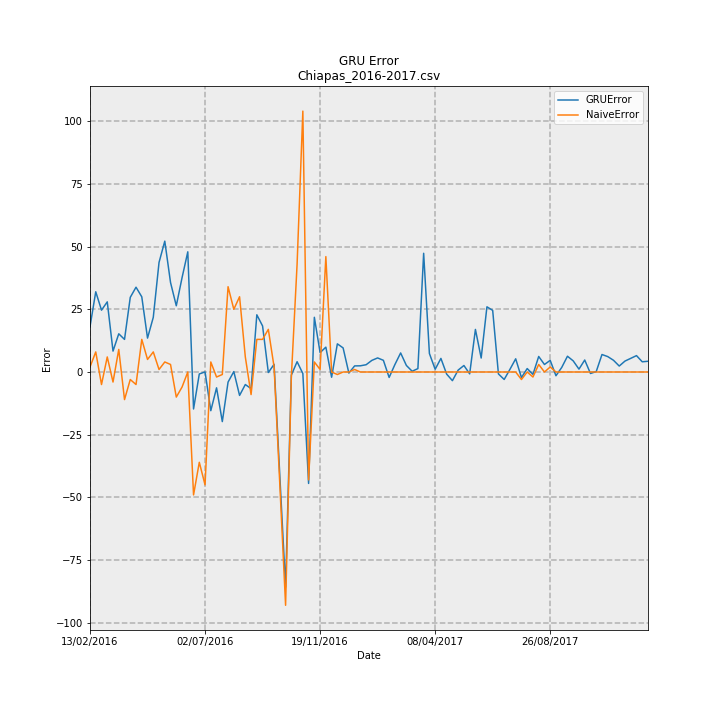 GRU Error
Chiapas_2016-2017.csv
GRUError
NaiveError
100
75
50
25
0
−25
−50
−75
−100
Error
13/02/2016
02/07/2016
19/11/2016
08/04/2017
26/08/2017
Date